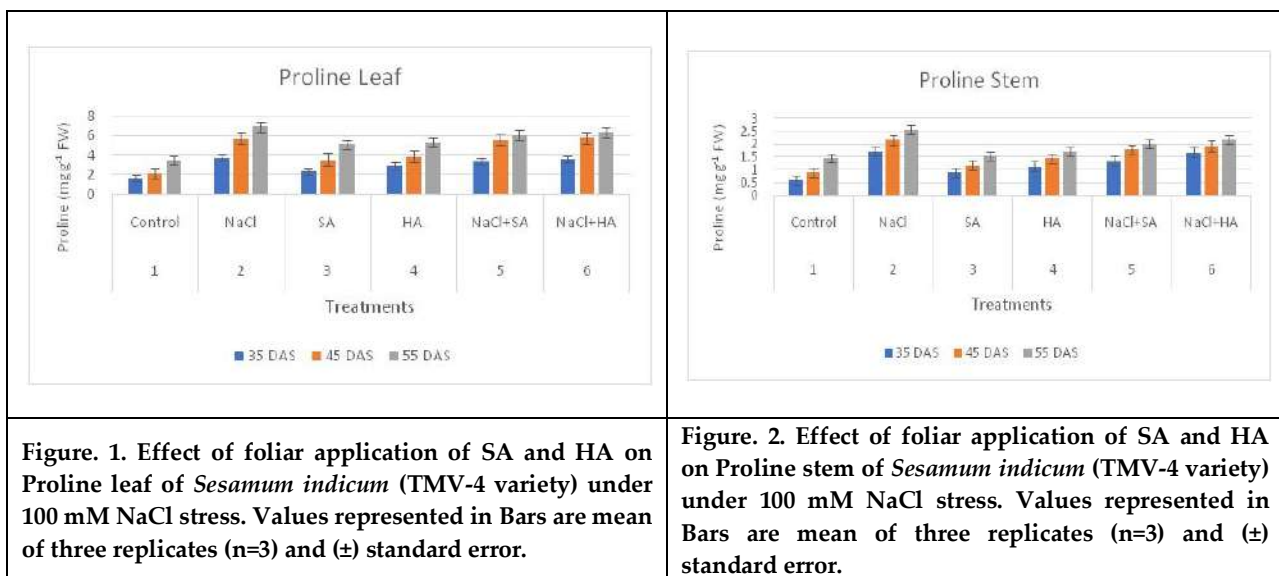 Proline Leaf
Proline (mg g⁻¹ FW)
8
6
4
2
0
Control NaCl SA HA NaCl+SA NaCl+HA
1 2 3 4 5 6
Treatments
35 DAS 45 DAS 55 DAS
Figure. 1. Effect of foliar application of SA and HA on
Proline leaf of Sesamum indicum (TMV-4 variety) under
100 mM NaCl stress. Values represented in Bars are mean
of three replicates (n=3) and (±) standard error.
Proline Stem
Proline (mg g⁻¹ FW)
3
2.5
2
1.5
1
0.5
0
Control NaCl SA HA NaCl+SA NaCl+HA
1 2 3 4 5 6
Treatments
35 DAS 45 DAS 55 DAS
Figure. 2. Effect of foliar application of SA and HA
on Proline stem of Sesamum indicum (TMV-4 variety)
under 100 mM NaCl stress. Values represented in
Bars are mean of three replicates (n=3) and (±)
standard error.